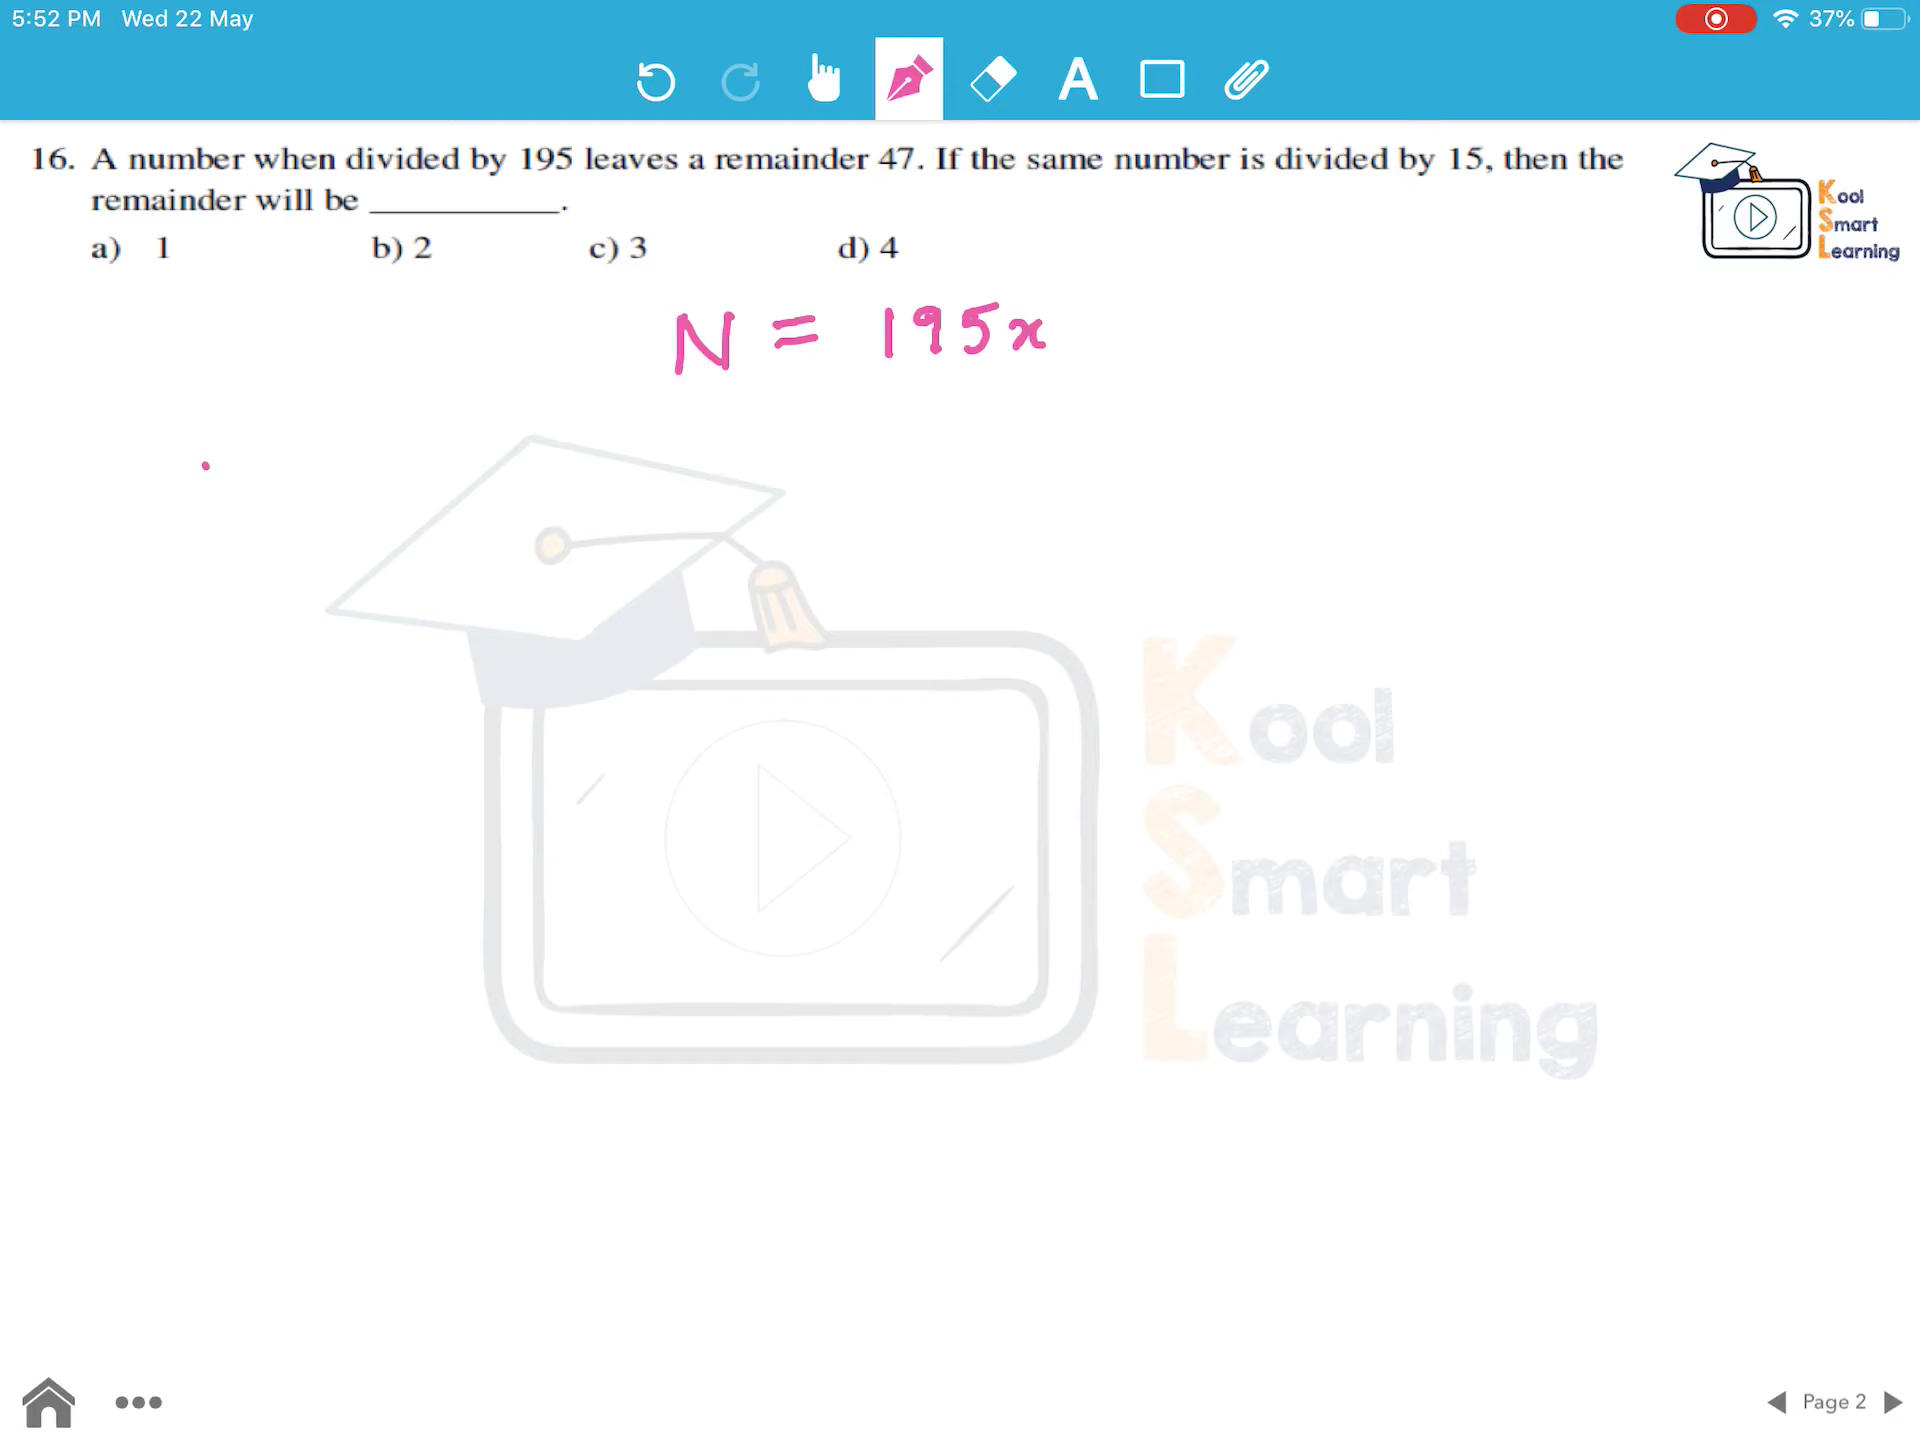 5:52 PM Wed 22 May
37%
A
16. A number when divided by 195 leaves a remainder 47. If the same number is divided by 15, then the
remainder will be ____________.
a) 1 b) 2 c) 3 d) 4
Kool
Smart
Learning
N = 195x
Kool
Smart
Learning
Page 2